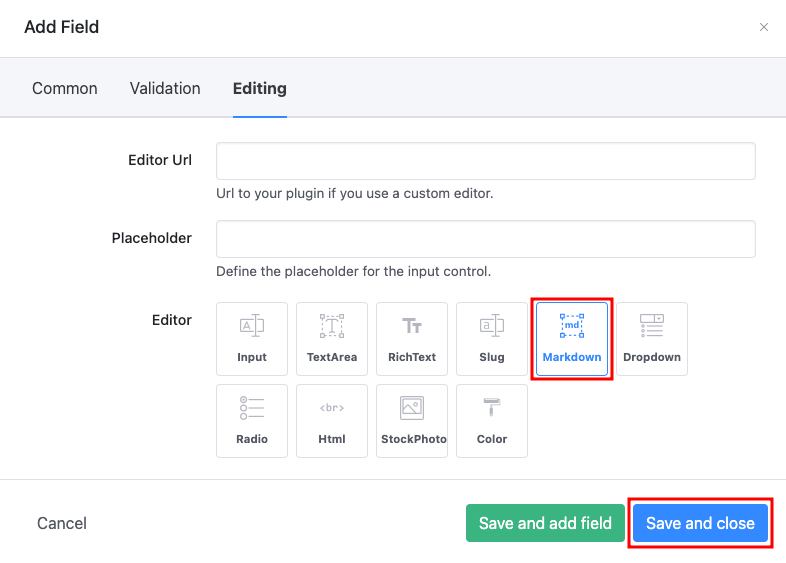 Add Field ×
Common Validation Editing
Editor Url
Url to your plugin if you use a custom editor.
Placeholder
Define the placeholder for the input control.
Editor
A T Tт a md
Input TextArea RichText Slug Markdown Dropdown
<br>
Radio Html StockPhoto Color
Cancel Save and add field Save and close